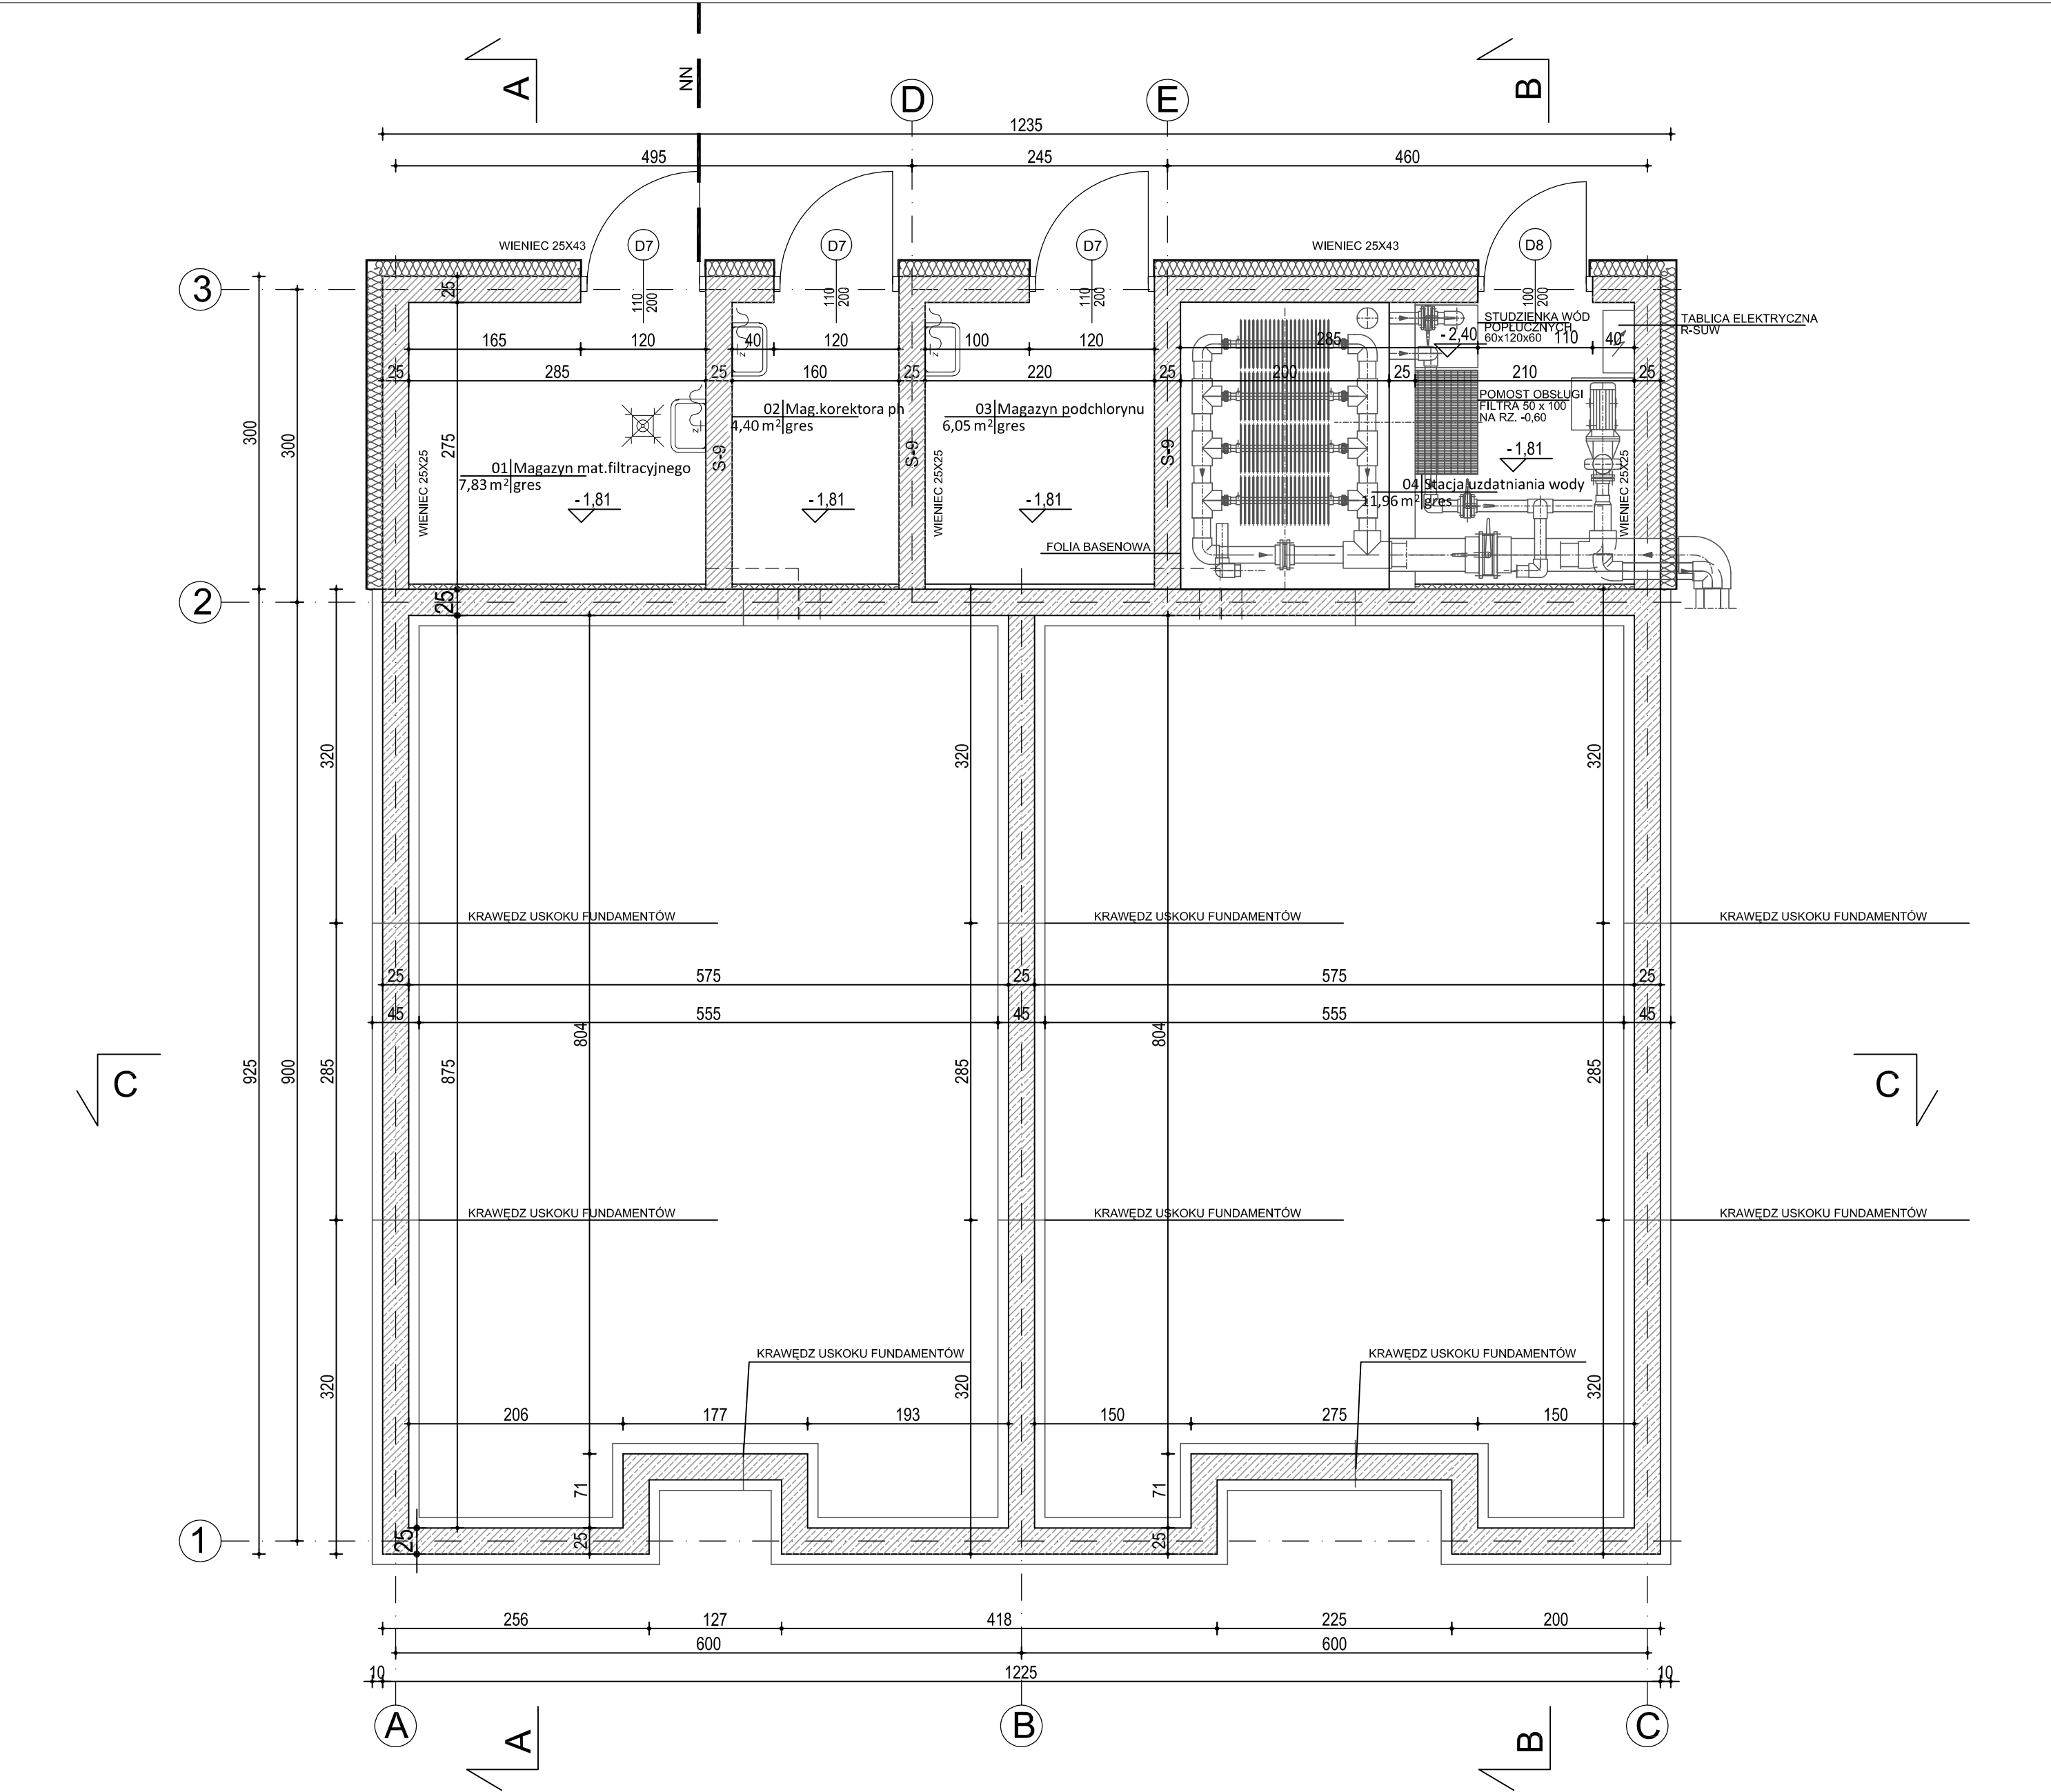 A
NN
D
E
B
1235
495
245
460
WIENIEC 25X43
D7
D7
D7
WIENIEC 25X43
D8
3
110
200
110
200
110
200
100
200
25
STUDZIENKA WÓD
POPŁUCZNYCH
60x120x60
-2,40
TABLICA ELEKTRYCZNA
R-SUW
165
120
40
120
100
120
285
110
40
25
285
25
160
25
220
25
200
25
210
25
POMOST OBSŁUGI
FILTRA 50 x 100
NA RZ. -0,60
02 Mag.korektora ph
4,40 m² gres
03 Magazyn podchlorynu
6,05 m² gres
300
300
275
S-9
S-9
S-9
01 Magazyn mat.filtracyjnego
7,83 m² gres
04 Stacja uzdatniania wody
11,96 m² gres
WIENIEC 25X25
WIENIEC 25X25
WIENIEC 25X25
-1,81
-1,81
-1,81
-1,81
FOLIA BASENOWA
z
z
z
2
25
320
320
320
KRAWĘDZ USKOKU FUNDAMENTÓW
KRAWĘDZ USKOKU FUNDAMENTÓW
KRAWĘDZ USKOKU FUNDAMENTÓW
25
575
25
575
25
45
555
45
555
45
804
804
925
900
285
875
285
285
C
C
KRAWĘDZ USKOKU FUNDAMENTÓW
KRAWĘDZ USKOKU FUNDAMENTÓW
KRAWĘDZ USKOKU FUNDAMENTÓW
KRAWĘDZ USKOKU FUNDAMENTÓW
KRAWĘDZ USKOKU FUNDAMENTÓW
320
320
320
206
177
193
150
275
150
71
71
1
25
25
25
256
127
418
225
200
600
600
10
1225
10
A
B
C
A
B